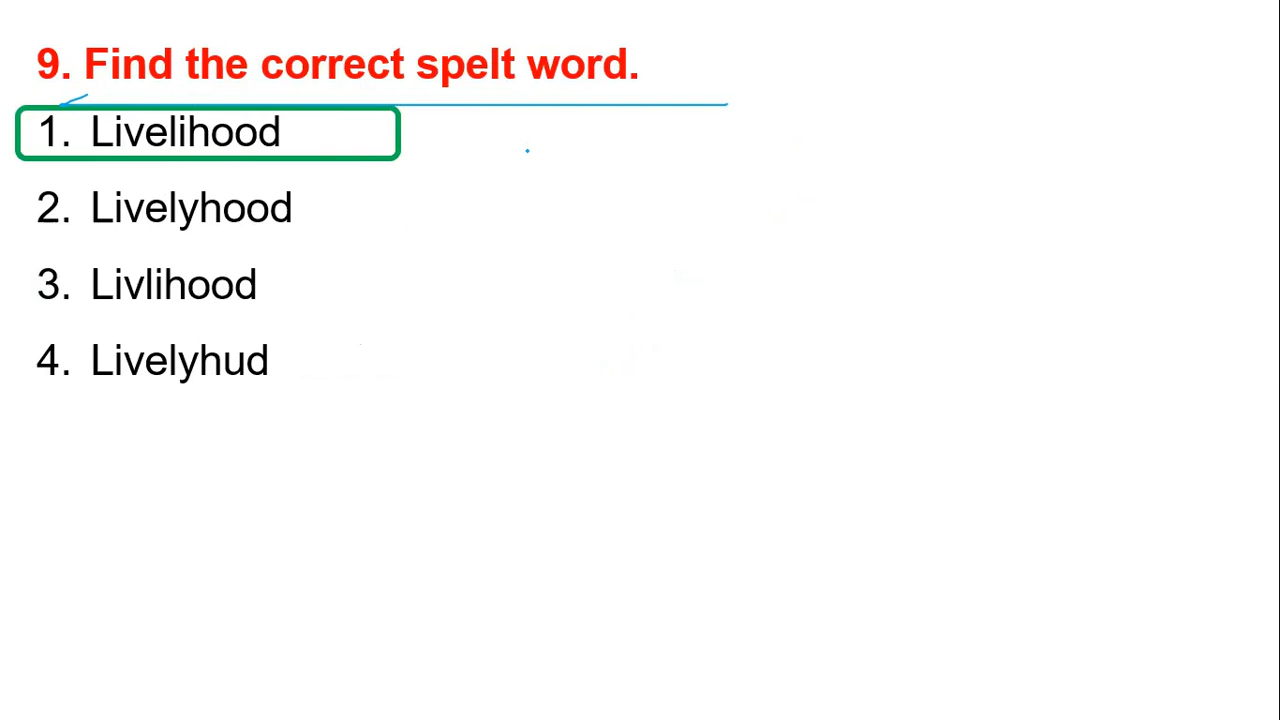 9. Find the correct spelt word.
1. Livelihood
2. Livelyhood
3. Livlihood
4. Livelyhud